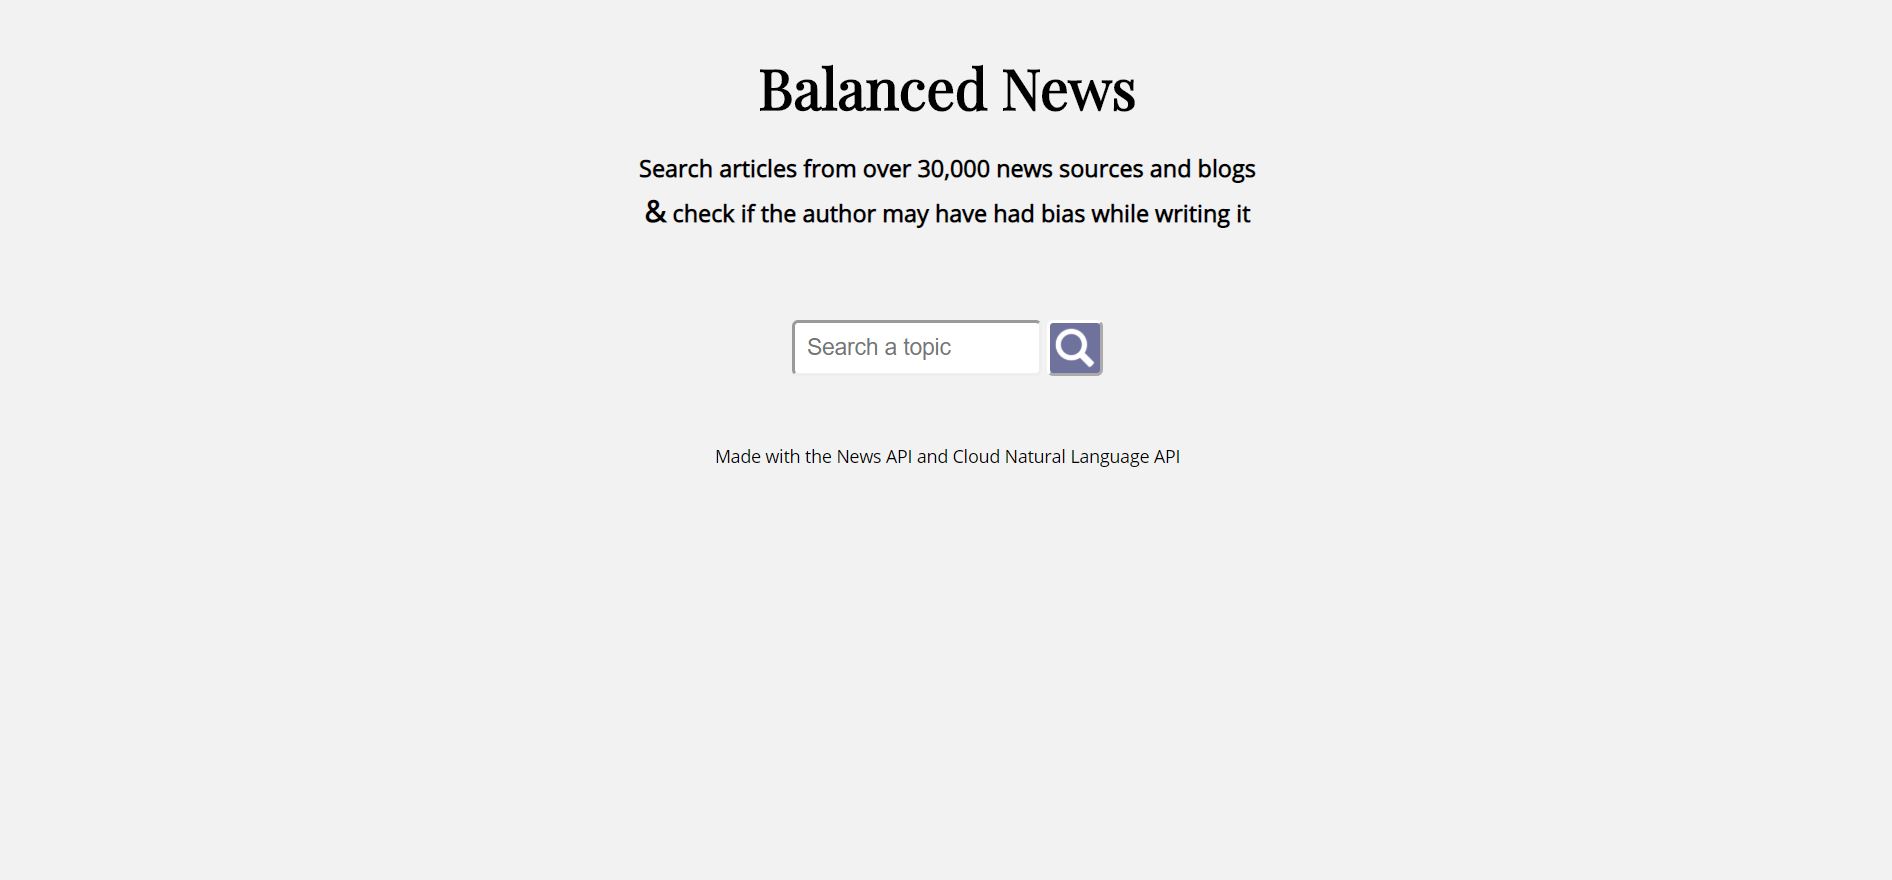 Balanced News
Search articles from over 30,000 news sources and blogs
& check if the author may have had bias while writing it
Search a topic
Made with the News API and Cloud Natural Language API